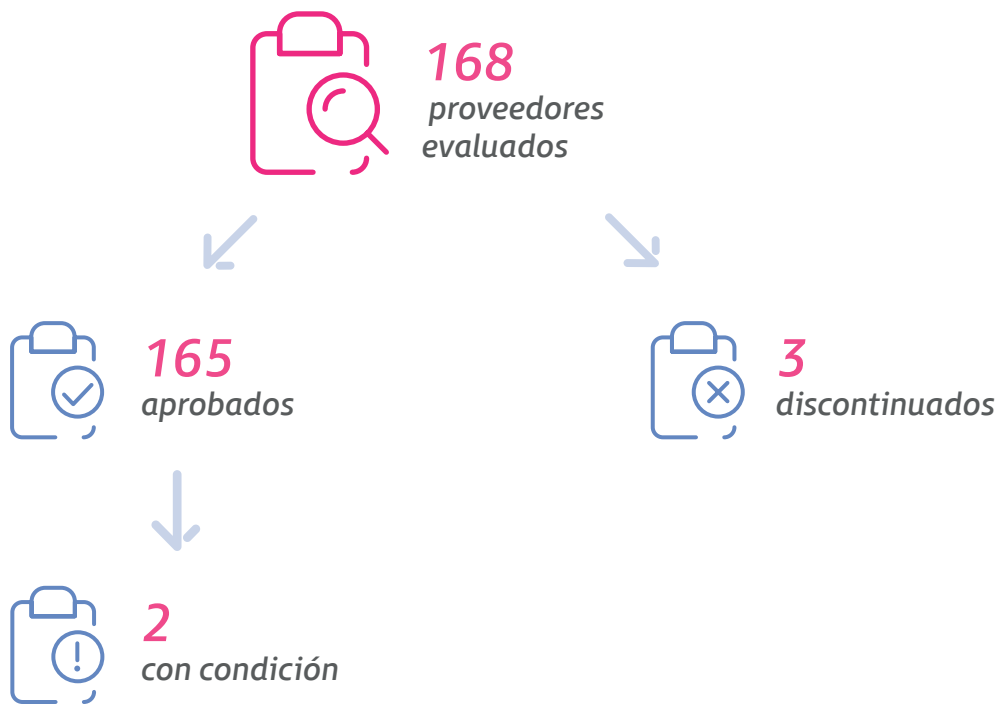 168
proveedores
evaluados
165
aprobados
3
discontinuados
2
con condición